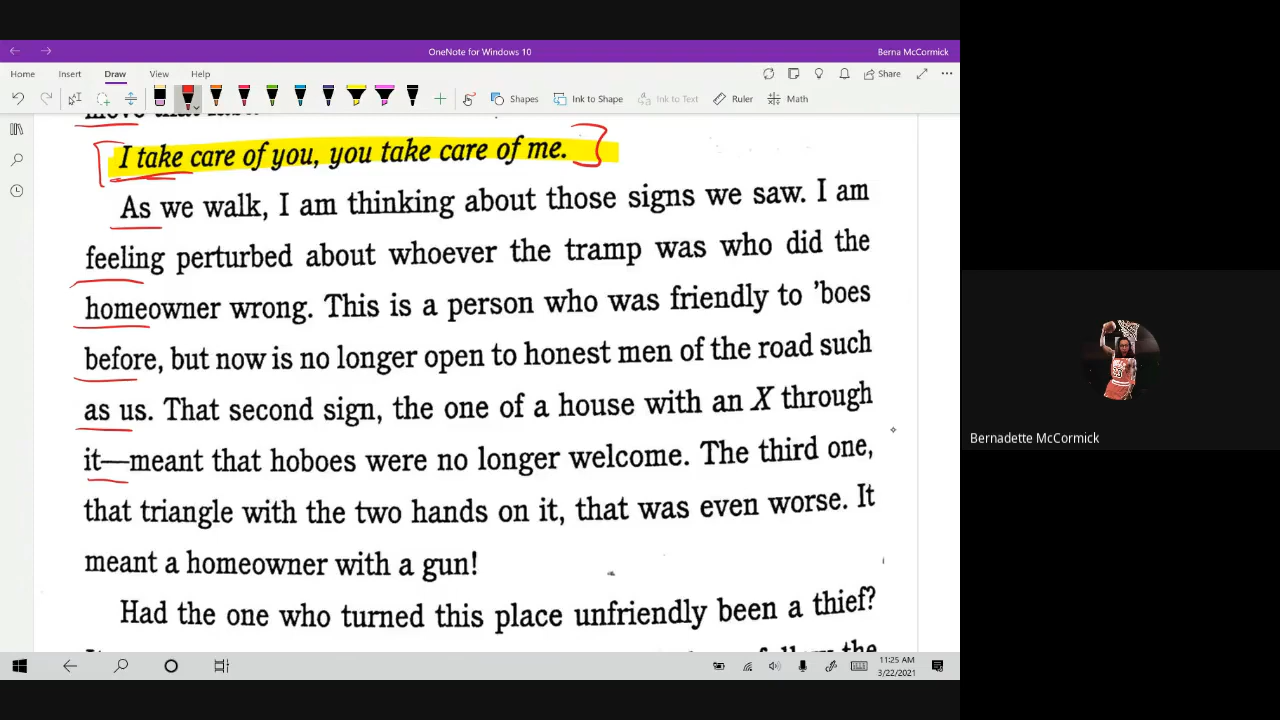 OneNote for Windows 10
Berna McCormick
Home Insert Draw View Help
Share
Shapes Ink to Shape Ink to Text Ruler Math
move that
I take care of you, you take care of me.
As we walk, I am thinking about those signs we saw. I am
feeling perturbed about whoever the tramp was who did the
homeowner wrong. This is a person who was friendly to ’boes
before, but now is no longer open to honest men of the road such
as us. That second sign, the one of a house with an X through
it—meant that hoboes were no longer welcome. The third one,
that triangle with the two hands on it, that was even worse. It
meant a homeowner with a gun!
Had the one who turned this place unfriendly been a thief?
the
Bernadette McCormick
11:25 AM
3/22/2021